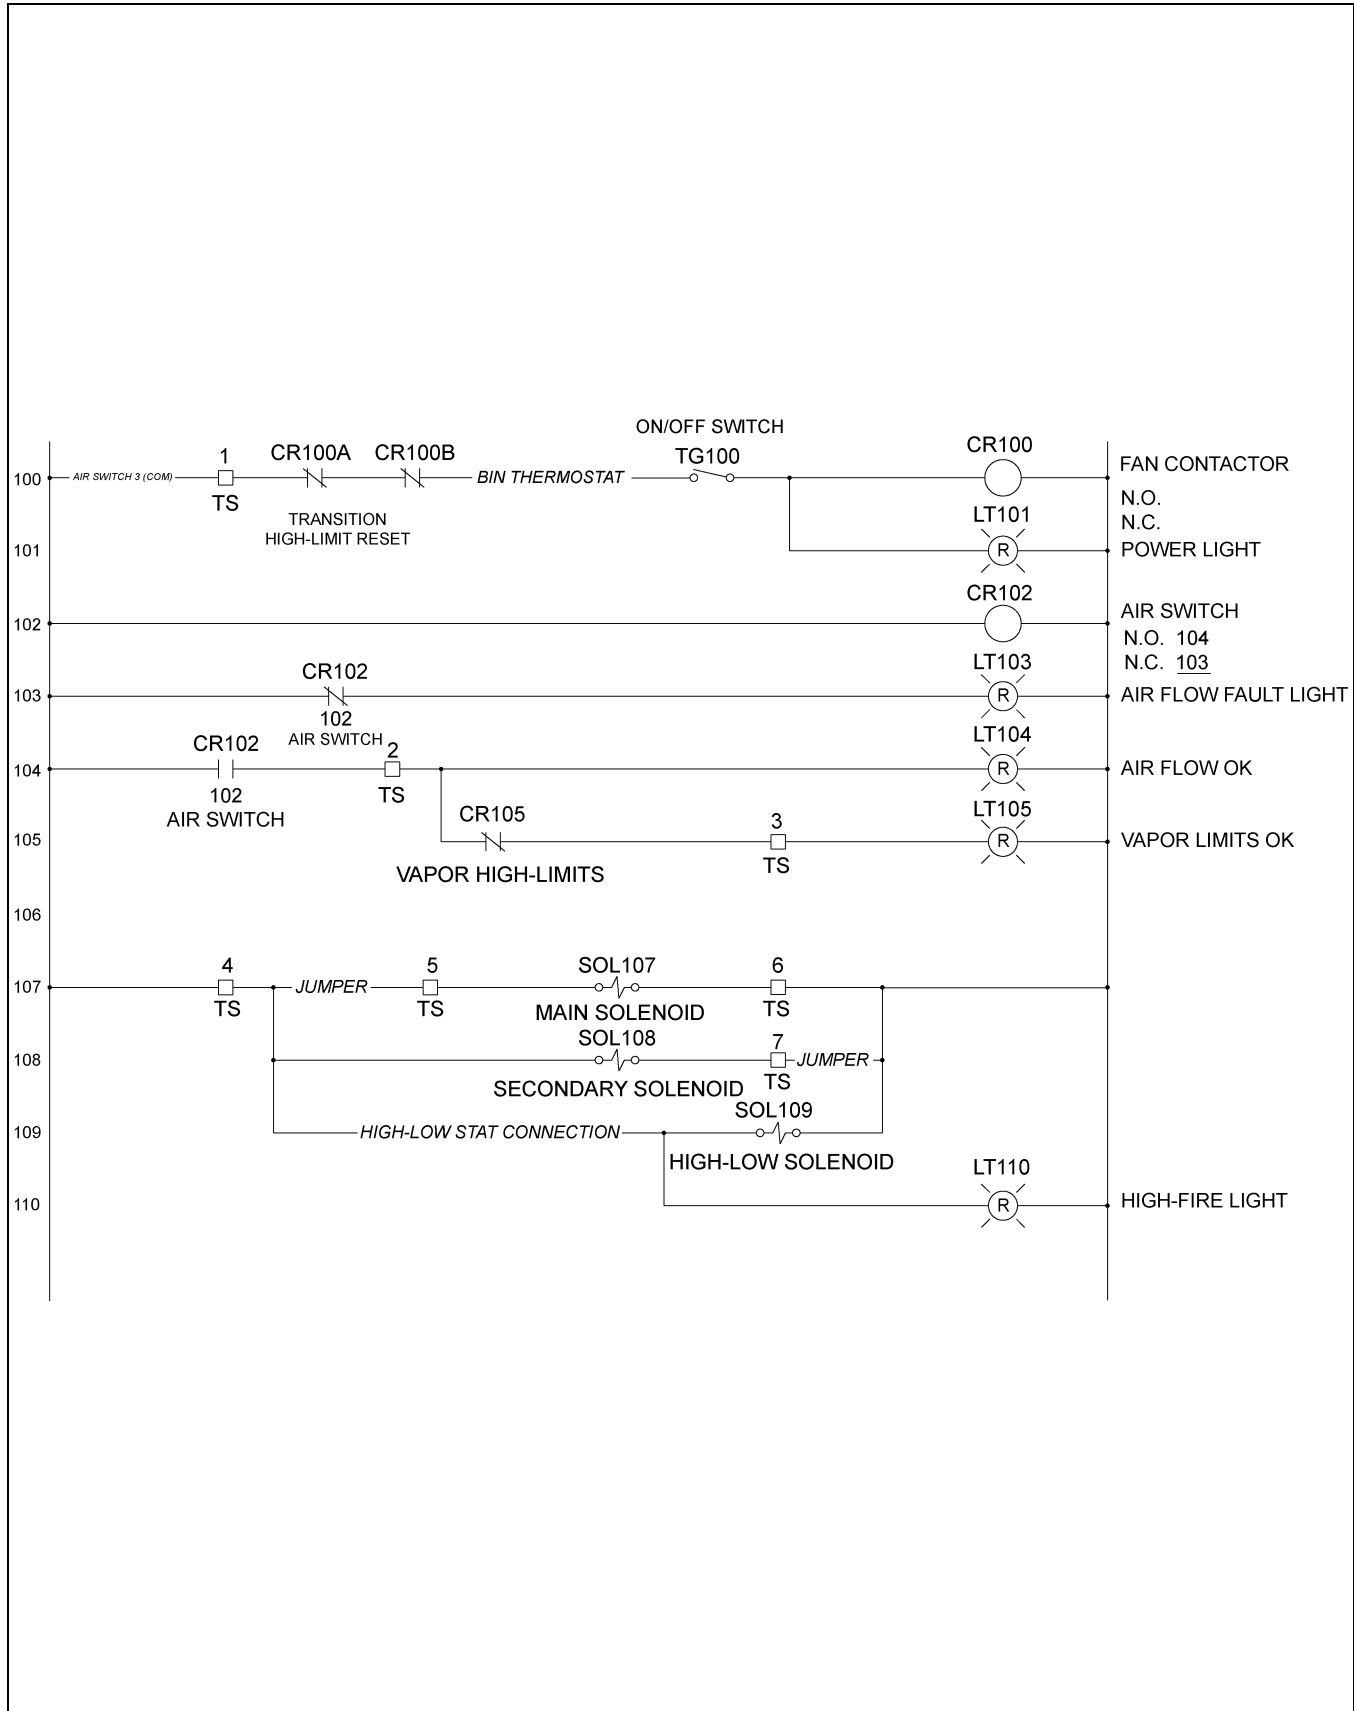 ON/OFF SWITCH
1 CR100A CR100B TG100 CR100
100 AIR SWITCH 3 (COM) BIN THERMOSTAT FAN CONTACTOR
TS
N.O.
TRANSITION LT101
HIGH-LIMIT RESET N.C.
101 R POWER LIGHT
CR102
AIR SWITCH
102
N.O. 104
CR102 LT103 N.C. 103
103 R AIR FLOW FAULT LIGHT
102
AIR SWITCH
CR102 2 LT104
104 R AIR FLOW OK
102 TS
AIR SWITCH
CR105 3 LT105
105 R VAPOR LIMITS OK
TS
VAPOR HIGH-LIMITS
106
4 5 SOL107 6
107 JUMPER
TS TS MAIN SOLENOID TS
SOL108 7
108 JUMPER
SECONDARY SOLENOID TS
SOL109
109 HIGH-LOW STAT CONNECTION
HIGH-LOW SOLENOID LT110
110 R HIGH-FIRE LIGHT